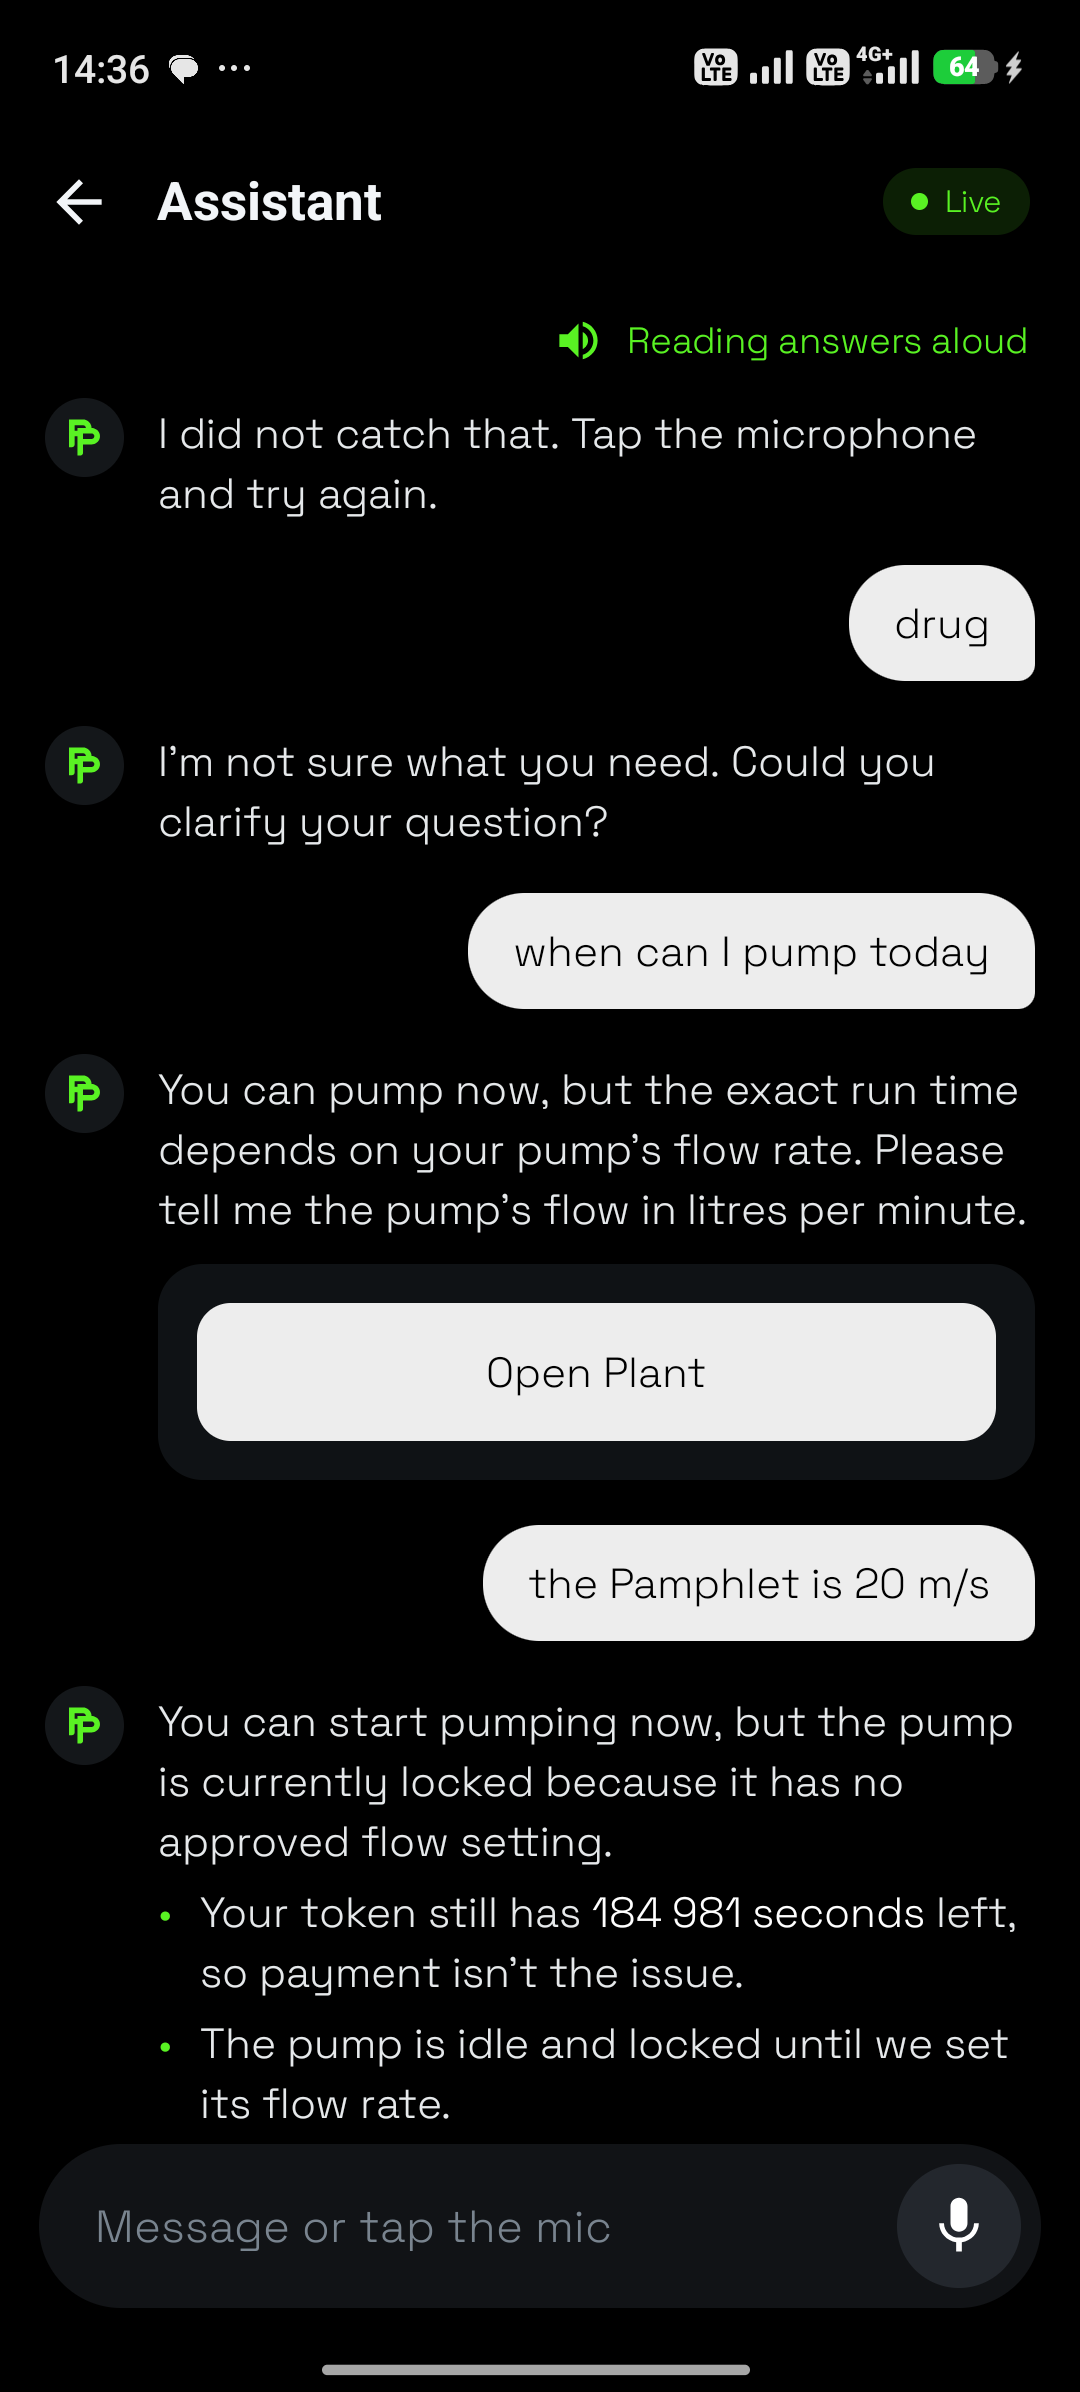 14:36
Vo LTE
Vo LTE
4G+
64
Assistant
Live
Reading answers aloud
I did not catch that. Tap the microphone
and try again.
drug
I'm not sure what you need. Could you
clarify your question?
when can I pump today
You can pump now, but the exact run time
depends on your pump's flow rate. Please
tell me the pump's flow in litres per minute.
Open Plant
the Pamphlet is 20 m/s
You can start pumping now, but the pump
is currently locked because it has no
approved flow setting.
• Your token still has 184 981 seconds left,
so payment isn't the issue.
• The pump is idle and locked until we set
its flow rate.
Message or tap the mic